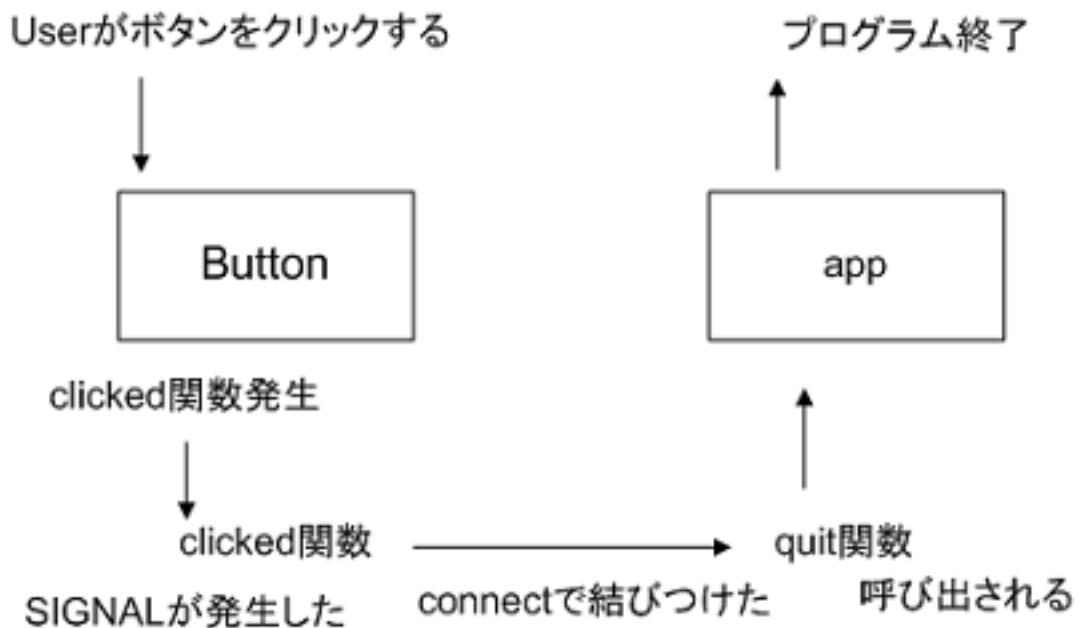 Userがボタンをクリックする
プログラム終了
Button
app
clicked関数発生
clicked関数
quit関数
SIGNALが発生した
connectで結びつけた
呼び出される